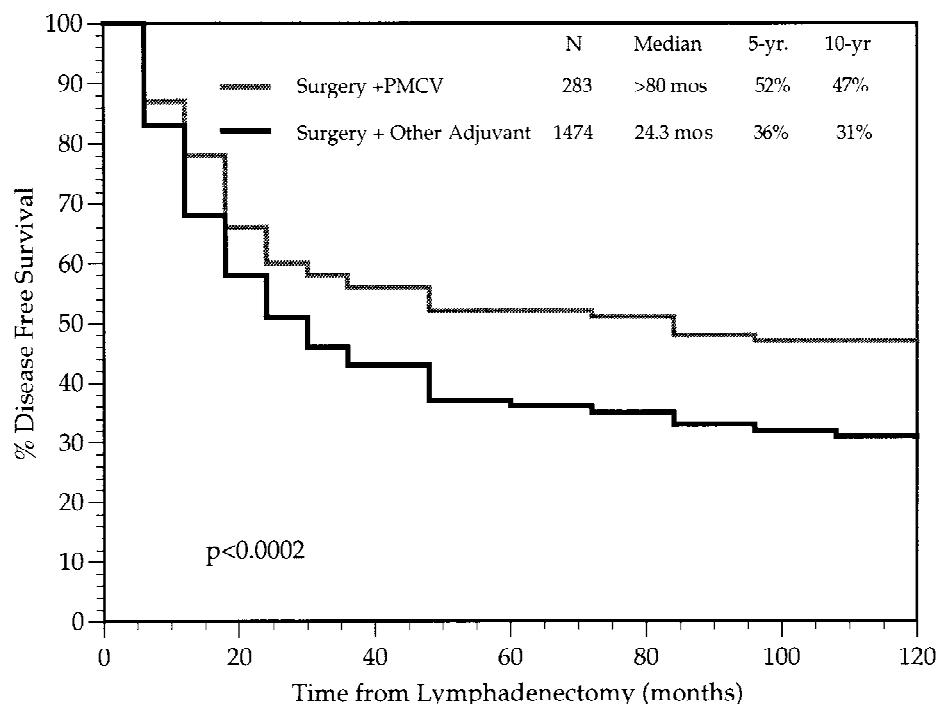 % Disease Free Survival
100
90
80
70
60
50
40
30
20
10
0
N Median 5-yr. 10-yr
Surgery +PMCV 283 >80 mos 52% 47%
Surgery + Other Adjuvant 1474 24.3 mos 36% 31%
p<0.0002
0 20 40 60 80 100 120
Time from Lymphadenectomy (months)